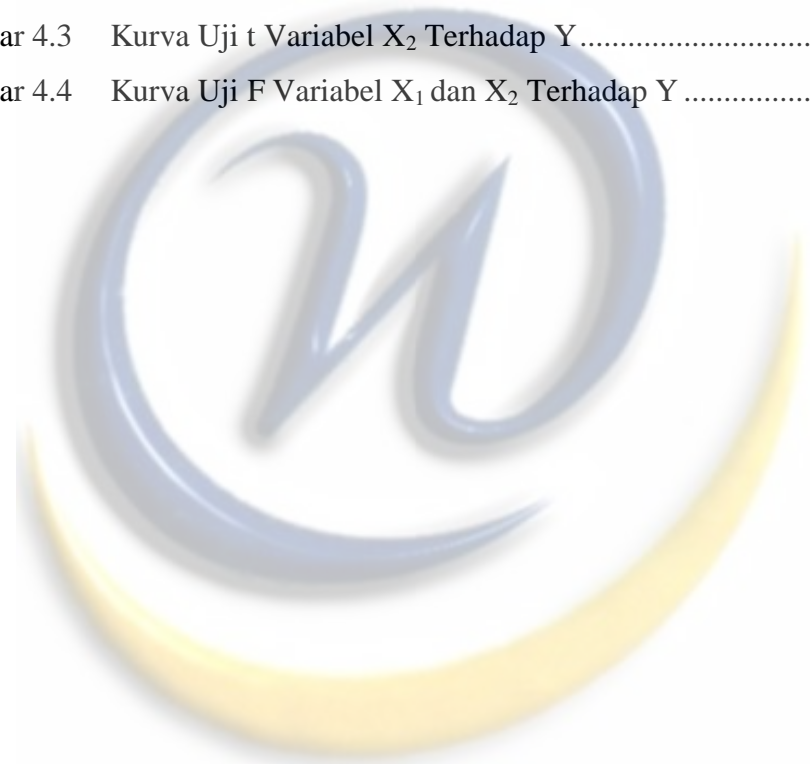 ar 4.3 Kurva Uji t Variabel X₂ Terhadap Y..............................
ar 4.4 Kurva Uji F Variabel X₁ dan X₂ Terhadap Y................